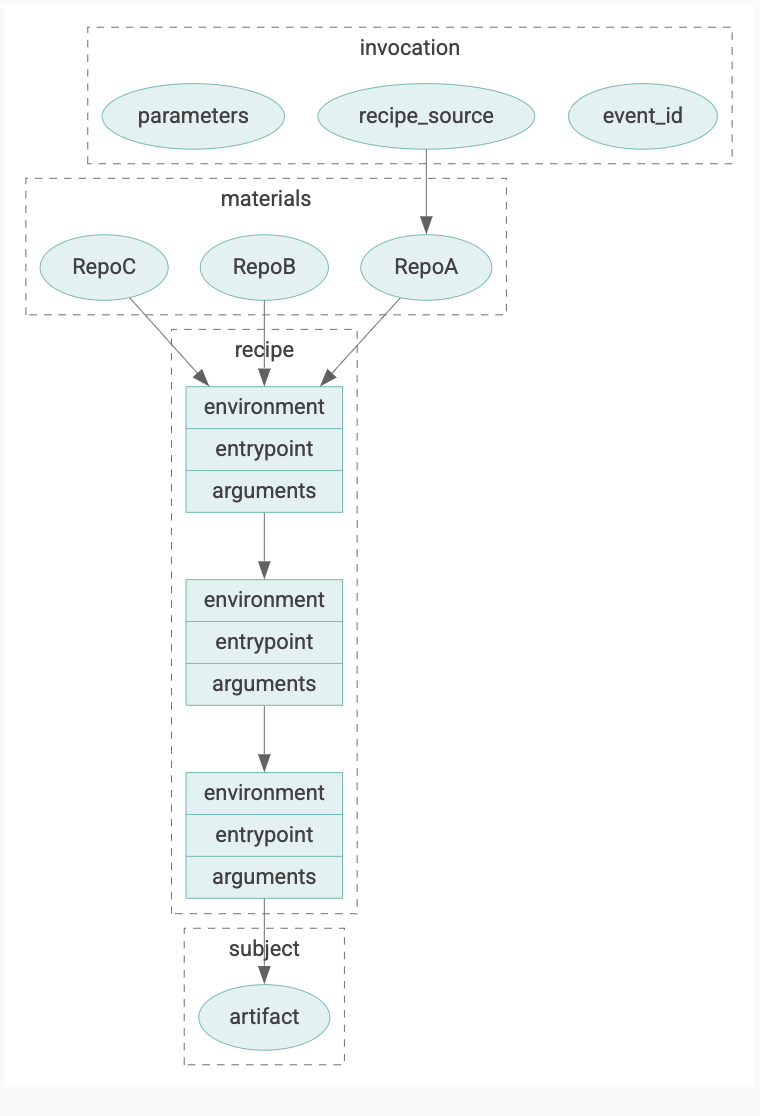 invocation
parameters
recipe_source
event_id
materials
RepoC
RepoB
RepoA
recipe
environment
entrypoint
arguments
environment
entrypoint
arguments
environment
entrypoint
arguments
subject
artifact